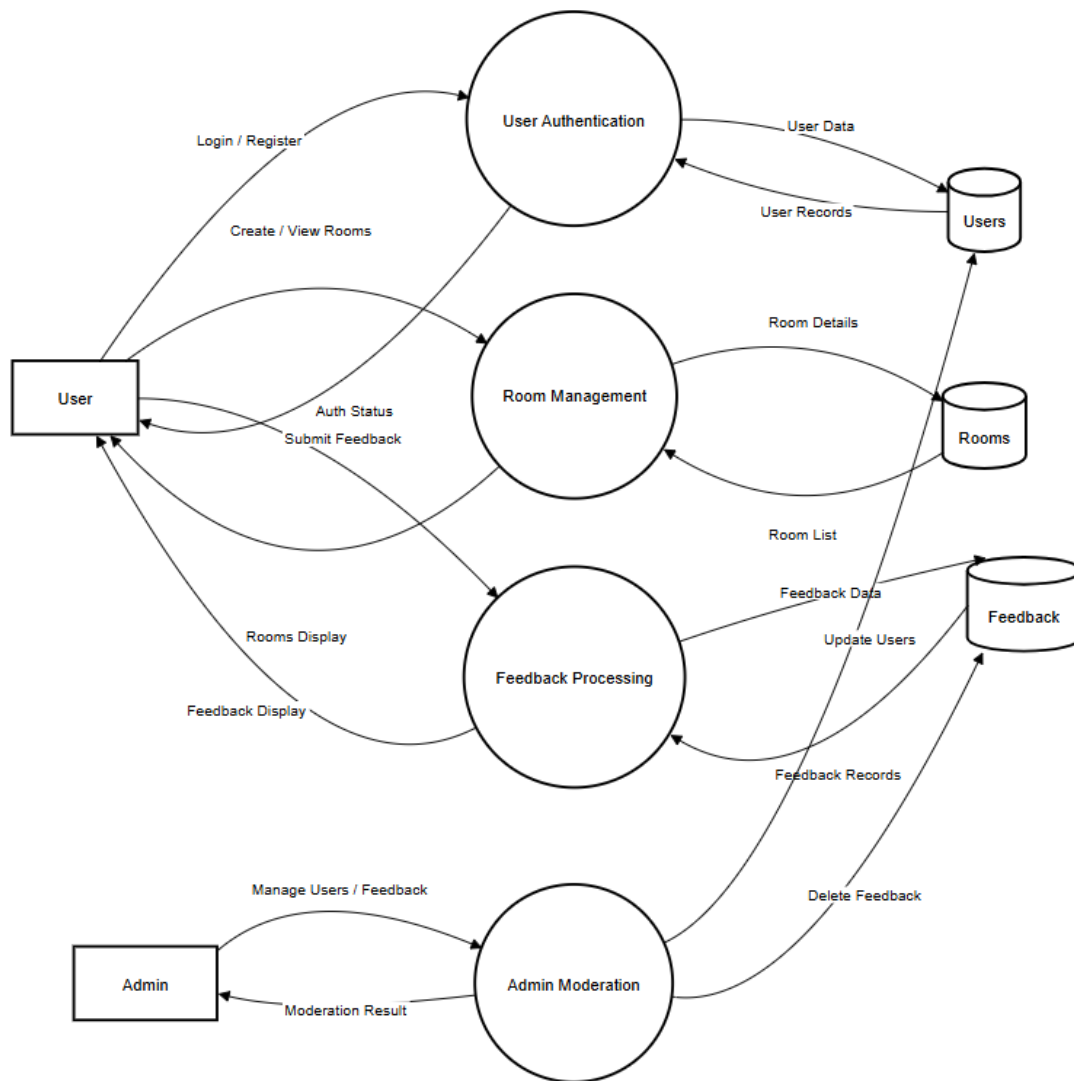 User Authentication
User Data
Login / Register
User Records
Users
Create / View Rooms
Room Details
User
Room Management
Auth Status
Submit Feedback
Rooms
Room List
Feedback Data
Feedback
Rooms Display
Update Users
Feedback Processing
Feedback Display
Feedback Records
Manage Users / Feedback
Delete Feedback
Admin
Admin Moderation
Moderation Result